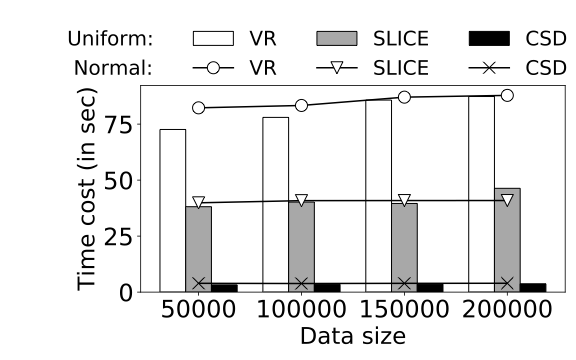 Uniform: VR SLICE CSD
Normal: VR SLICE CSD
Time cost (in sec)
75
50
25
0
50000 100000 150000 200000
Data size